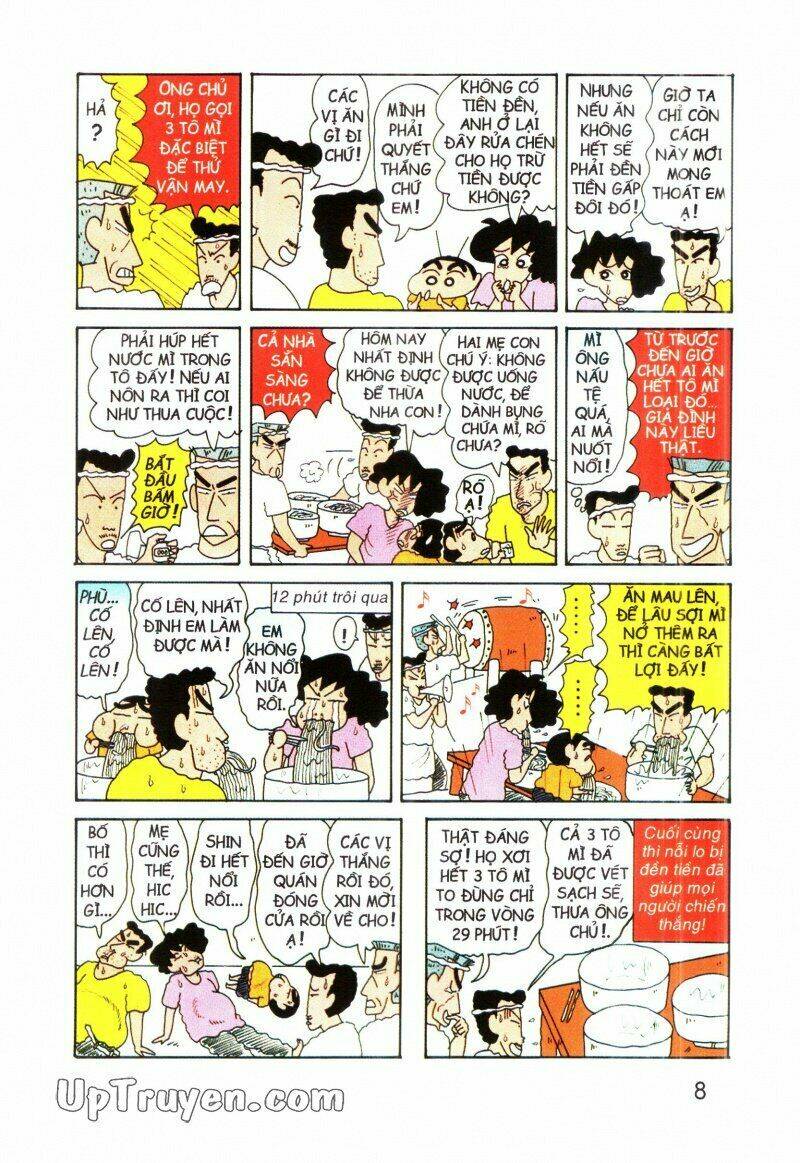 GIỜ TA
CHỈ CÒN
CÁCH
NÀY MỚI
MONG
THOÁT EM
Ạ!
NHƯNG
NẾU ĂN
KHÔNG
HẾT SẼ
PHẢI ĐỀN
TIỀN GẤP
ĐÔI ĐÓ!
KHÔNG CÓ
TIỀN ĐỀN,
ANH Ở LẠI
ĐÂY RỬA CHÉN
CHO HỌ TRỪ
TIỀN ĐƯỢC
KHÔNG?
MÌNH
PHẢI
QUYẾT
THẮNG
CHỨ
EM!
CÁC
VỊ ĂN
GÌ ĐI
CHỨ!
ÔNG CHỦ
ƠI, HỌ GỌI
3 TÔ MÌ
ĐẶC BIỆT
ĐỂ THỬ
VẬN MAY.
HẢ
?
TỪ TRƯỚC
ĐẾN GIỜ
CHƯA AI ĂN
HẾT TÔ MÌ
LOẠI ĐÓ...
GIA ĐÌNH
NÀY LIỀU
THẬT.
MÌ
ÔNG
NẤU
TỆ
QUÁ,
AI MÀ
NUỐT
NỔI!
HAI MẸ CON
CHÚ Ý: KHÔNG
ĐƯỢC UỐNG
NƯỚC, ĐỂ
DÀNH BỤNG
CHỨA MÌ, RÕ
CHƯA?
RÕ
Ạ!
HÔM NAY
NHẤT ĐỊNH
KHÔNG ĐƯỢC
ĐỂ THỪA
NHA CON!
CẢ NHÀ
SẴN
SÀNG
CHƯA?
PHẢI HÚP HẾT
NƯỚC MÌ TRONG
TÔ ĐẤY! NẾU AI
NÔN RA THÌ COI
NHƯ THUA CUỘC!
BẮT
ĐẦU
BẤM
GIỜ!
ĂN MAU LÊN,
ĐỂ LÂU SỢI MÌ
NỞ THÊM RA
THÌ CÀNG BẤT
LỢI ĐẤY!
12 phút trôi qua
!
EM
KHÔNG
ĂN NỔI
NỮA
RỒI.
CỐ LÊN, NHẤT
ĐỊNH EM LÀM
ĐƯỢC MÀ!
PHÙ...
CỐ
LÊN,
CỐ
LÊN!
Cuối cùng
thì nỗi lo bị
đền tiền đã
giúp mọi
người chiến
thắng!
CẢ 3 TÔ
MÌ ĐÃ
ĐƯỢC VÉT
SẠCH SẼ,
THƯA ÔNG
CHỦ!
THẬT ĐÁNG
SỢ! HỌ XƠI
HẾT 3 TÔ MÌ
TO ĐÙNG CHỈ
TRONG VÒNG
29 PHÚT!
CÁC VỊ
THẮNG
RỒI ĐÓ,
XIN MỜI
VỀ CHO!
ĐÃ
ĐẾN GIỜ
QUÁN
ĐÓNG
CỬA RỒI
Ạ!
SHIN
ĐI HẾT
NỔI
RỒI...
MẸ
CŨNG
THẾ,
HIC
HIC...
BỐ
THÌ
CÓ
HƠN
GÌ...
UpTruyen.com
8